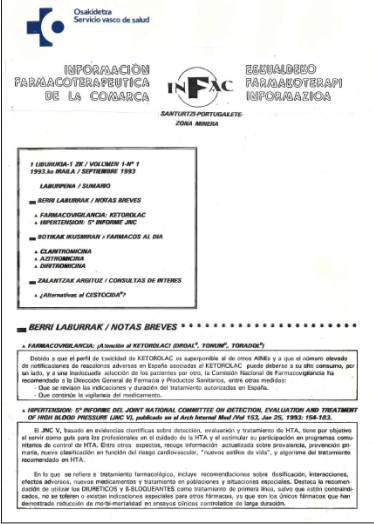 Osakidetza
Servicio vasco de salud
INFORMACIÓN
FARMACOTERAPEUTICA
DE LA COMARCA
INFAC
ESKUALDEKO
FARMAKOTERAPI
INFORMAZIOA
SANTURTZI-PORTUGALETE-
ZONA MINERA
1 LIBURUKIA-1 ZK / VOLUMEN 1-Nº 1
1993.ko IRAILA / SEPTIEMBRE 1993
LABURPENA / SUMARIO
BERRI LABURRAK / NOTAS BREVES
FARMACOVIGILANCIA: KETOROLAC
HIPERTENSION: 5º INFORME JNC
BOTIKAK IKUSMIRAN / FARMACOS AL DIA
CLARITROMICINA
AZITROMICINA
DIRITROMICINA
ZALANTZAK ARGITUZ / CONSULTAS DE INTERES
¿Alternativas al CESTOCIDA®?
BERRI LABURRAK / NOTAS BREVES
FARMACOVIGILANCIA: ¡Atención al KETOROLAC! (DROAL®, TONUM®, TORADOL®)
Debido a que el perfil de toxicidad de KETOROLAC es superponible al de otros AINEs y a que el número elevado
de notificaciones de reacciones adversas en España asociadas al KETOROLAC puede deberse a su alto consumo, por
un lado, y a una inadecuada selección de los pacientes por otro, la Comisión Nacional de Farmacovigilancia ha
recomendado a la Dirección General de Farmacia y Productos Sanitarios, entre otras medidas:
- Que se revisen las indicaciones y duración del tratamiento autorizadas en España.
- Que continúe la vigilancia del medicamento.
HIPERTENSION: 5º INFORME DEL JOINT NATIONAL COMMITTEE ON DETECTION, EVALUATION AND TREATMENT
OF HIGH BLOOD PRESSURE (JNC V), publicado en el Arch Internal Med /Vol 153, Jan 25, 1993: 154-183.
El JNC V, basado en evidencias científicas sobre detección, evaluación y tratamiento de HTA, tiene por objetivo
el servir como guía para los profesionales en el cuidado de la HTA y el estimular su participación en programas comu-
nitarios de control de HTA. Entre otros aspectos, recoge información actualizada sobre prevalencia, prevención pri-
maria, nueva clasificación en función del riesgo cardiovascular, "nuevos estilos de vida", y algoritmo del tratamiento
recomendado en HTA.
En lo que se refiere a tratamiento farmacológico, incluye recomendaciones sobre dosificación, interacciones,
efectos adversos, nuevos medicamentos y tratamiento en poblaciones y situaciones especiales. Destaca la recomen-
dación de utilizar los DIURETICOS y ß-BLOQUEANTES como tratamiento de primera línea, salvo que estén contraindi-
cados, no se toleren o existan indicaciones especiales para otros fármacos, ya que son los únicos fármacos que han
demostrado reducción de morbi-mortalidad en ensayos clínicos controlados de larga duración.